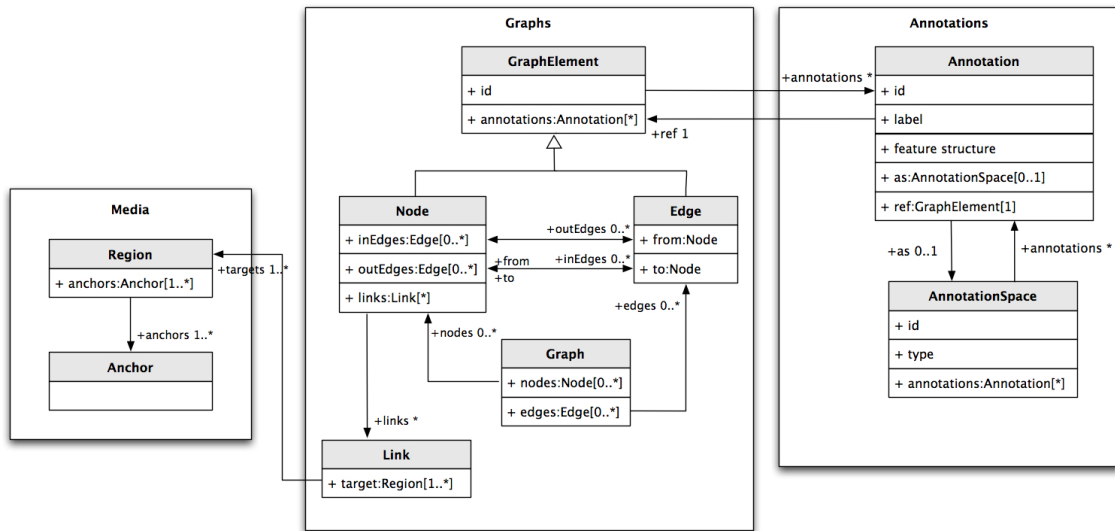 Graphs
GraphElement
+ id
+ annotations:Annotation[*]
+annotations *
+ref 1
Annotations
Annotation
+ id
+ label
+ feature structure
+ as:AnnotationSpace[0..1]
+ ref:GraphElement[1]
+as 0..1
+annotations *
AnnotationSpace
+ id
+ type
+ annotations:Annotation[*]
Media
Region
+ anchors:Anchor[1..*]
+targets 1..*
+anchors 1..*
Anchor
Node
+ inEdges:Edge[0..*]
+ outEdges:Edge[0..*]
+ links:Link[*]
+outEdges 0..*
+from
+inEdges 0..*
+to
Edge
+ from:Node
+ to:Node
+edges 0..*
+nodes 0..*
Graph
+ nodes:Node[0..*]
+ edges:Edge[0..*]
+links *
Link
+ target:Region[1..*]